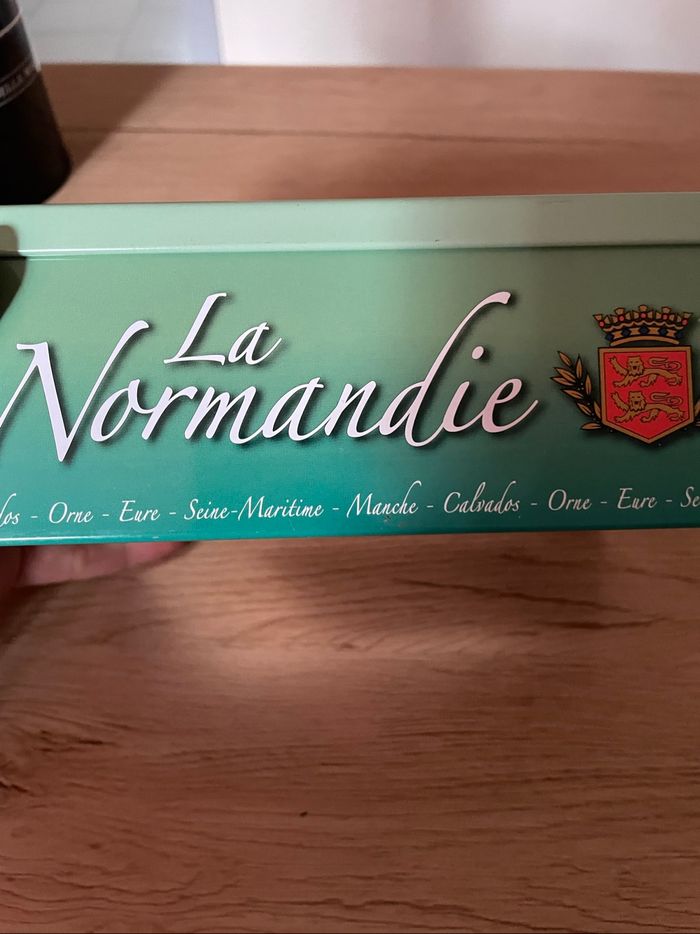 La
Normandie
- Orne - Eure - Seine-Maritime - Manche - Calvados - Orne - Eure -